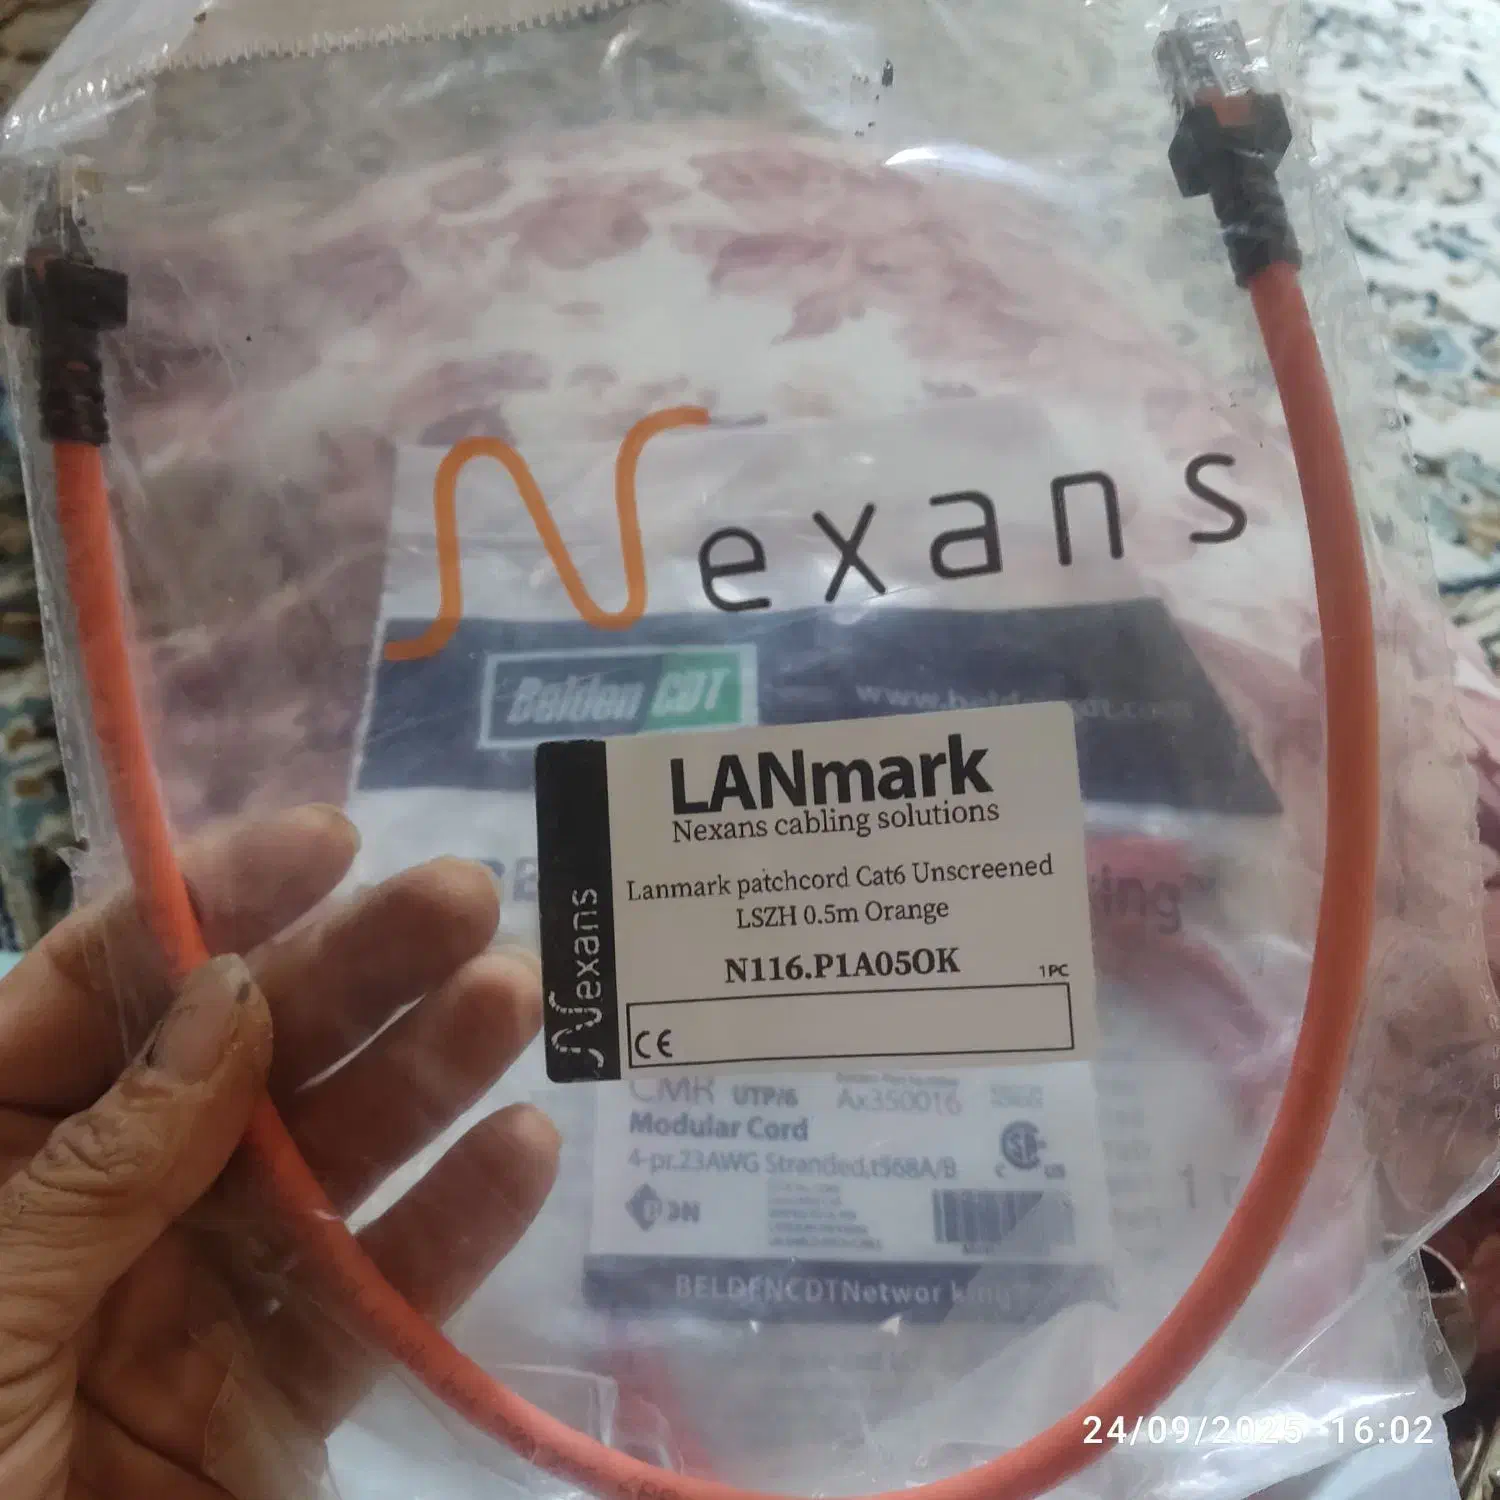 Nexans
Belden CDT
LANmark
Nexans cabling solutions
Lanmark patchcord Cat6 Unscreened
LSZH 0.5m Orange
N116.P1A05OK
1PC
CE
Nexans
CMR UTP/6 Ax350016
Modular Cord
4-pr.23AWG Stranded,t568A/B
BELDENCDTNetworking
24/09/2025 16:02